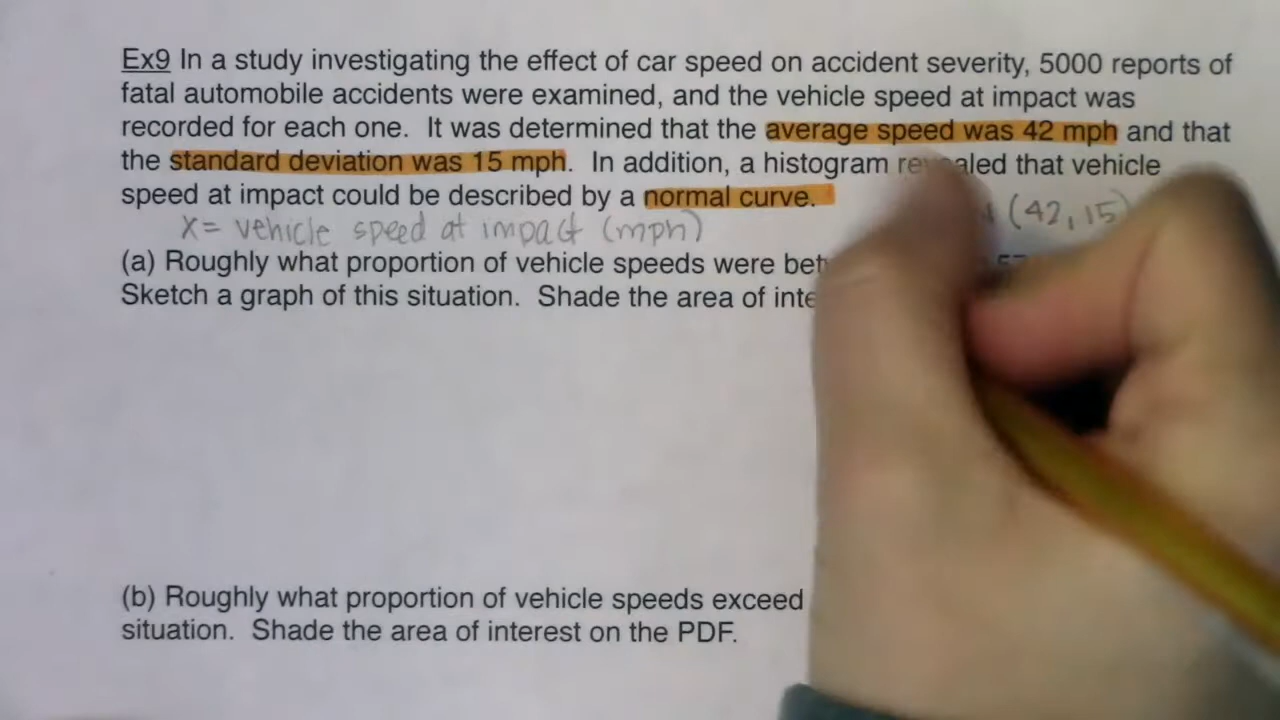 Ex9 In a study investigating the effect of car speed on accident severity, 5000 reports of
fatal automobile accidents were examined, and the vehicle speed at impact was
recorded for each one. It was determined that the average speed was 42 mph and that
the standard deviation was 15 mph. In addition, a histogram revealed that vehicle
speed at impact could be described by a normal curve.
(42, 15)
x = vehicle speed at impact (mph)
(a) Roughly what proportion of vehicle speeds were
Sketch a graph of this situation. Shade the area of
(b) Roughly what proportion of vehicle speeds exceed
situation. Shade the area of interest on the PDF.